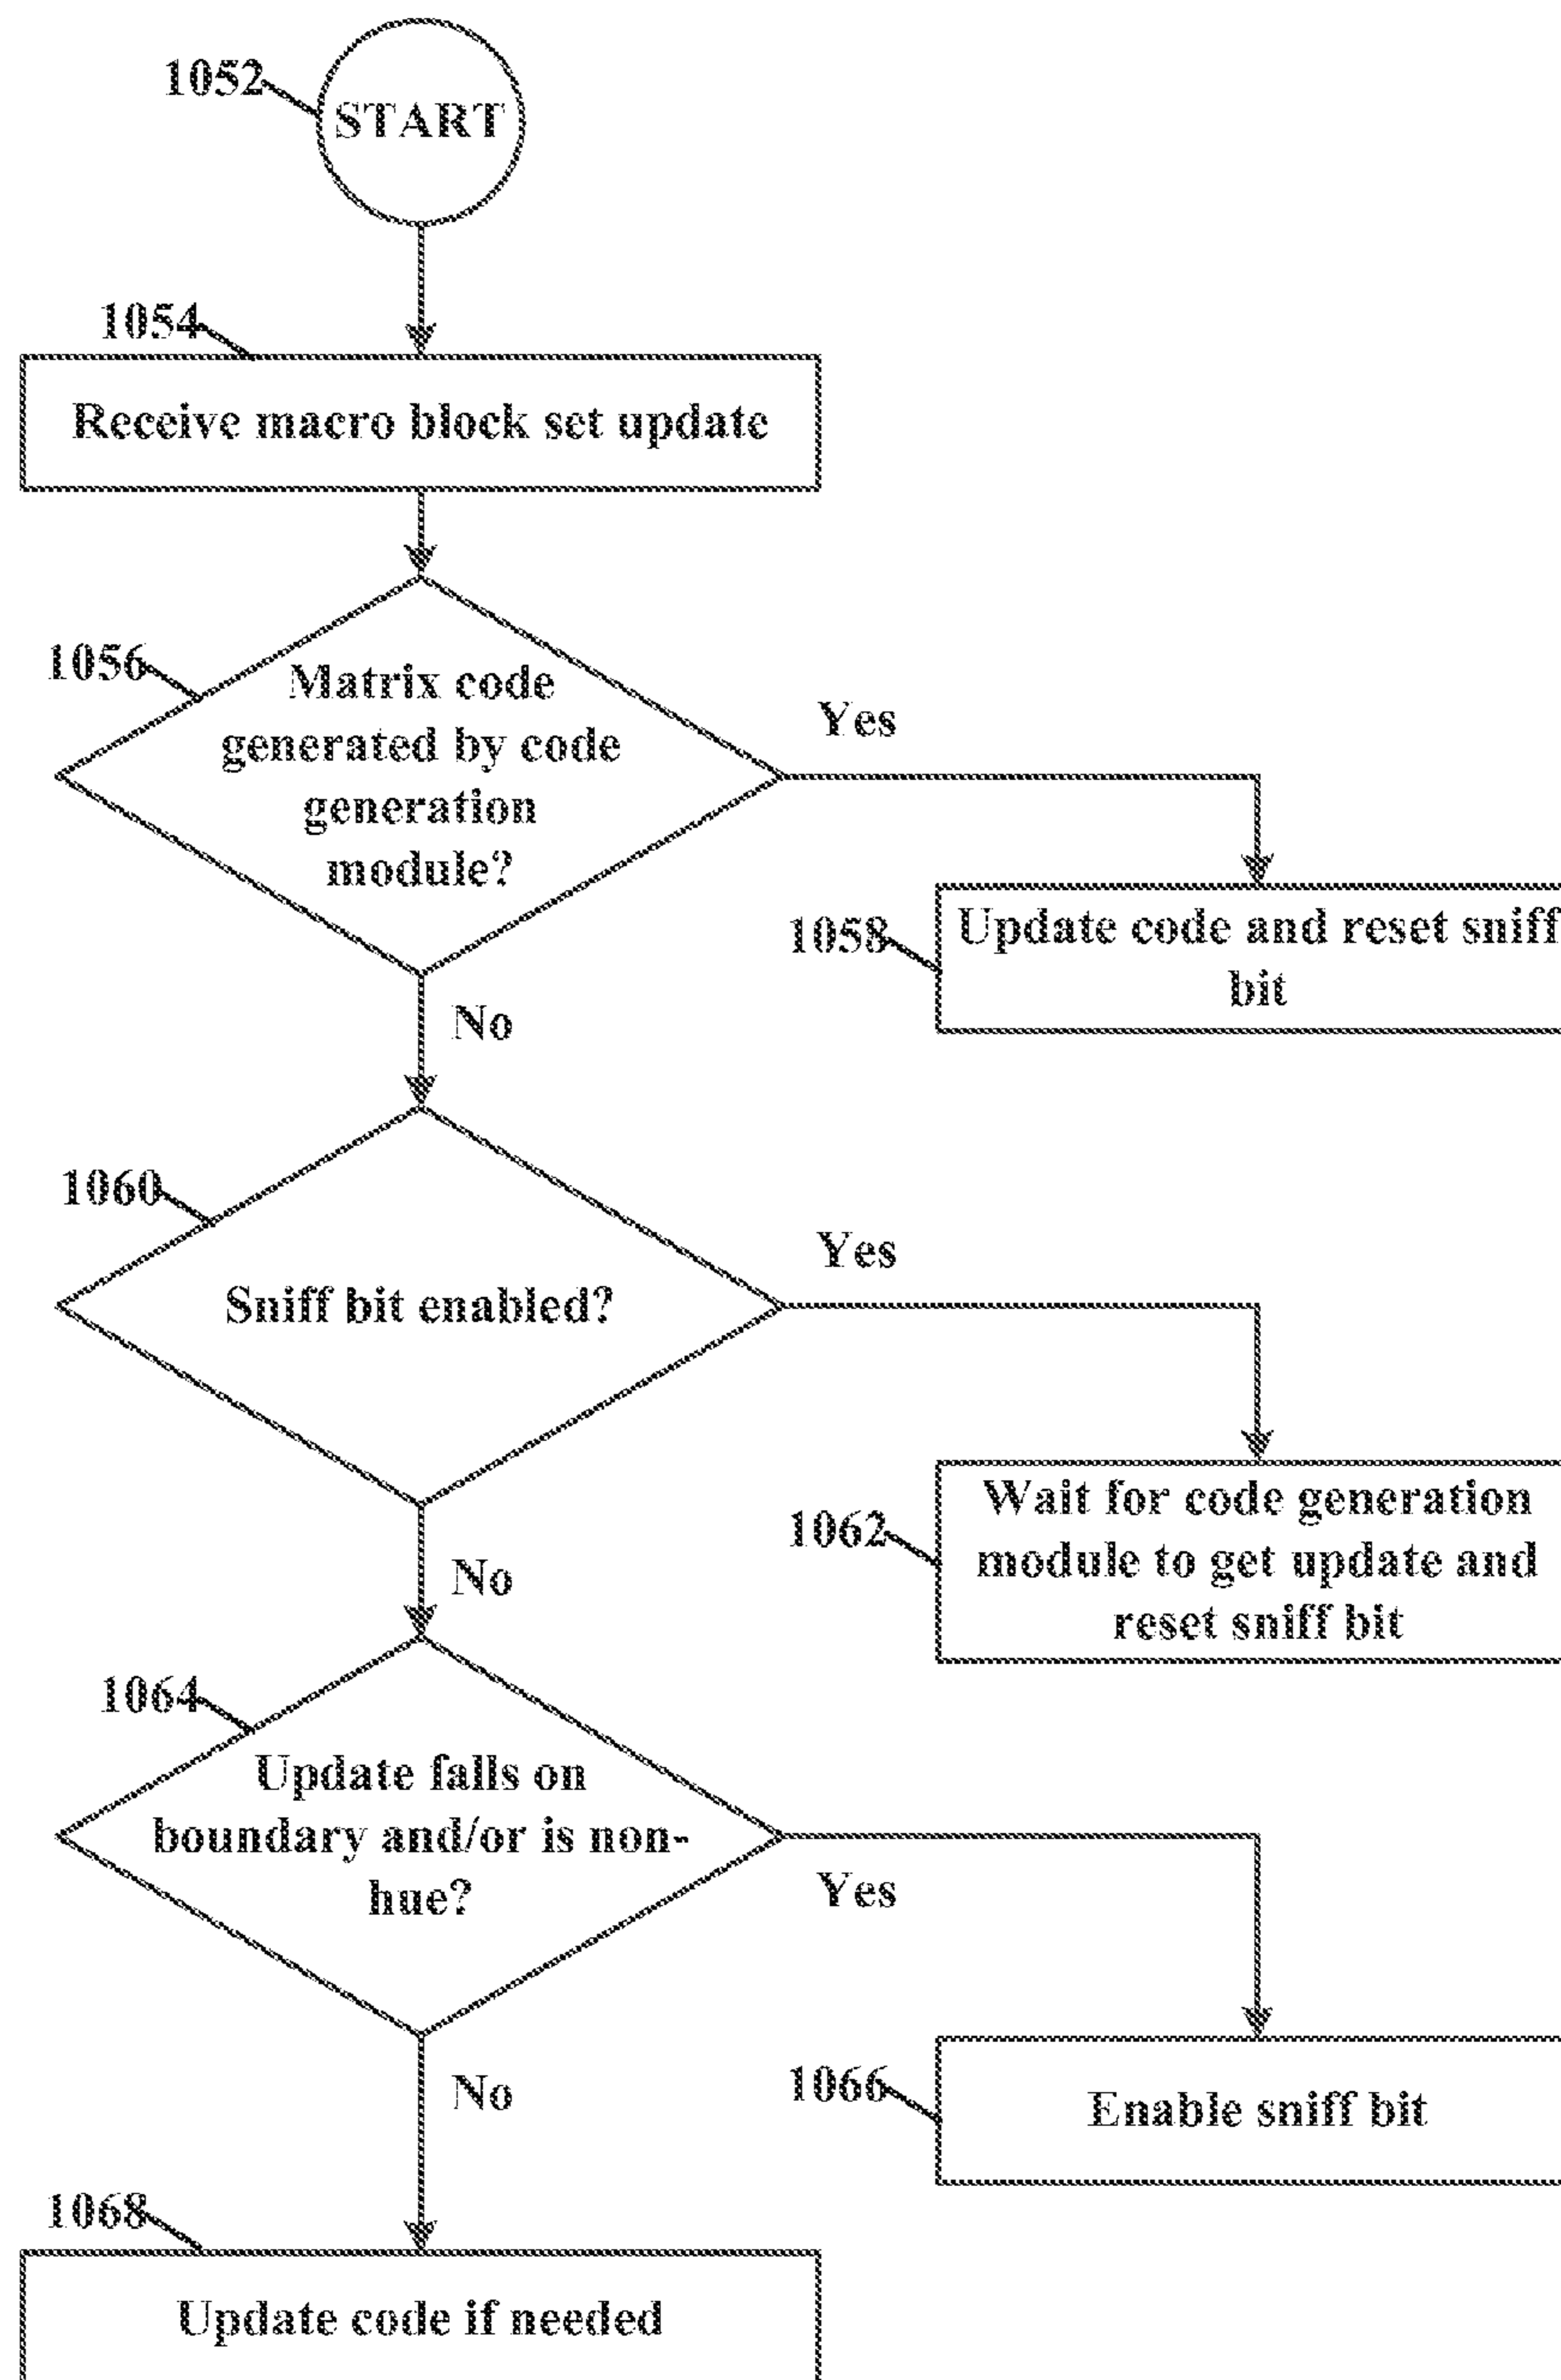 1052
START
1054
Receive macro block set update
1056
Matrix code
generated by code
generation
module?
Yes
1058
Update code and reset sniff
bit
No
1060
Sniff bit enabled?
Yes
1062
Wait for code generation
module to get update and
reset sniff bit
No
1064
Update falls on
boundary and/or is non-
hue?
Yes
1066
Enable sniff bit
No
1068
Update code if needed